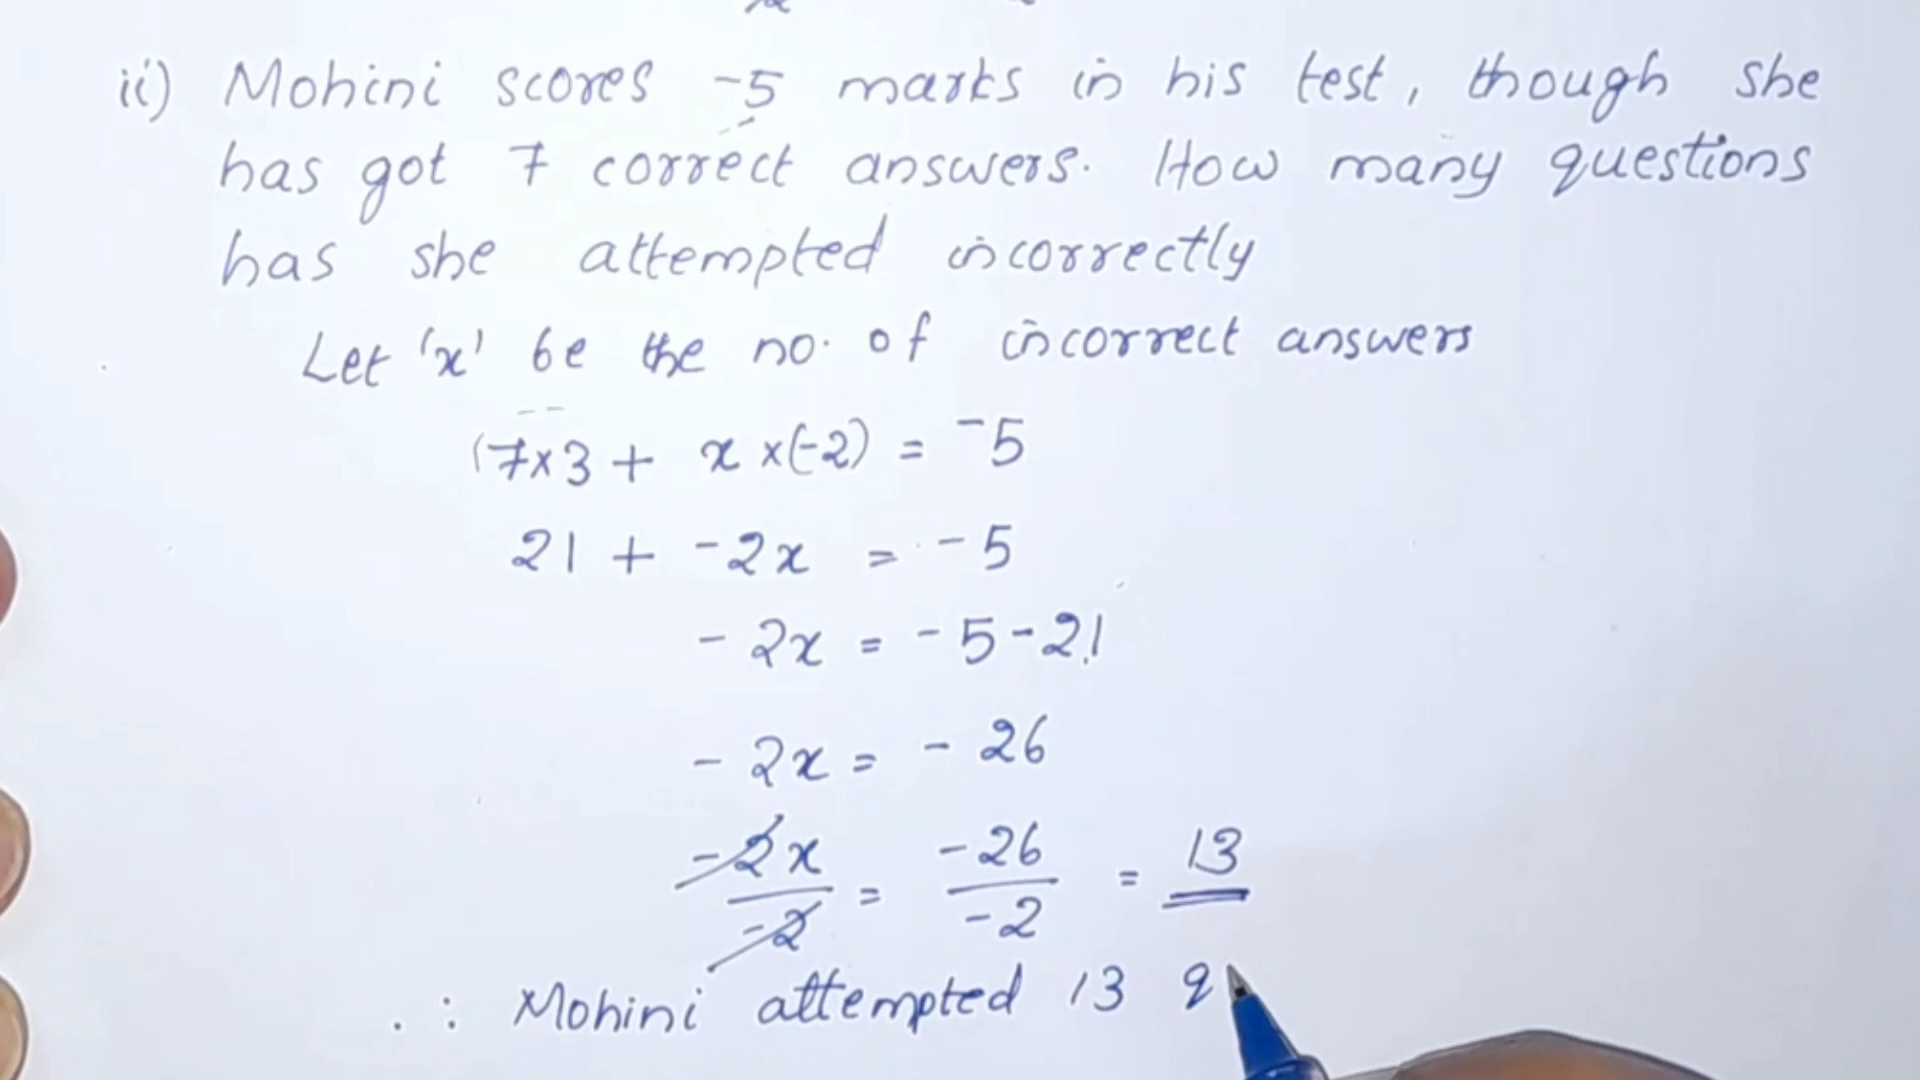 ii) Mohini scores -5 marks in his test, though she
has got 7 correct answers. How many questions
has she attempted incorrectly
Let 'x' be the no. of incorrect answers
(7×3 + x ×(-2) = -5
21 + -2x = -5
- 2x = - 5 - 21
- 2x = - 26
-2x/-2 = -26/-2 = 13
∴ Mohini attempted 13 q